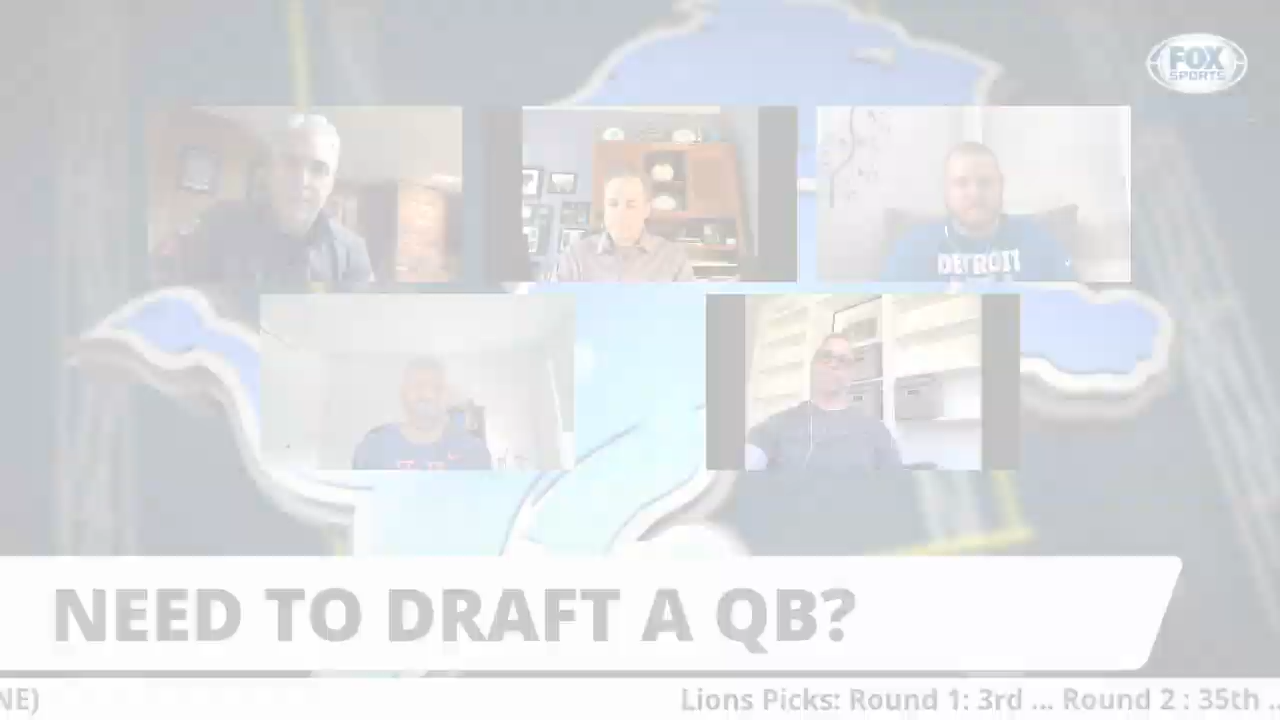 FOX
SPORTS
DETROIT
NEED TO DRAFT A QB?
NE)
Lions Picks: Round 1: 3rd ... Round 2 : 35th ..